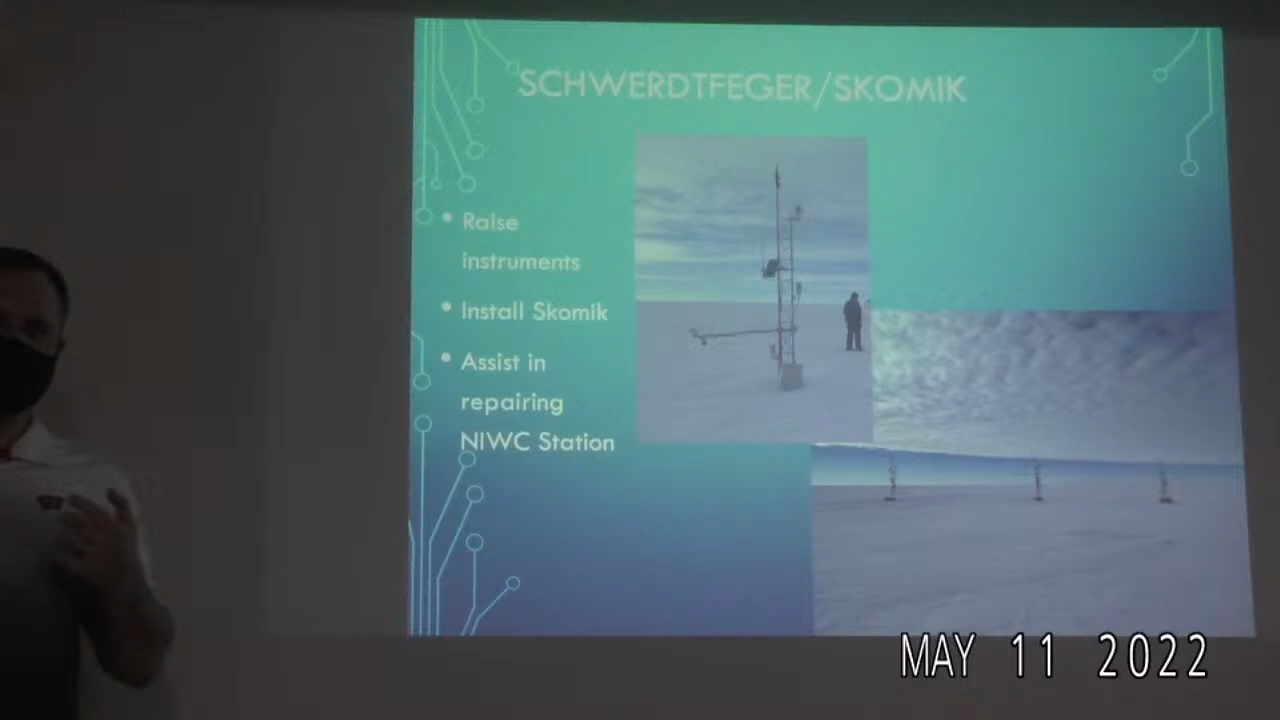 SCHWERDTFEGER/SKOMIK
• Raise
instruments
• Install Skomik
• Assist in
repairing
NIWC Station
MAY 11 2022